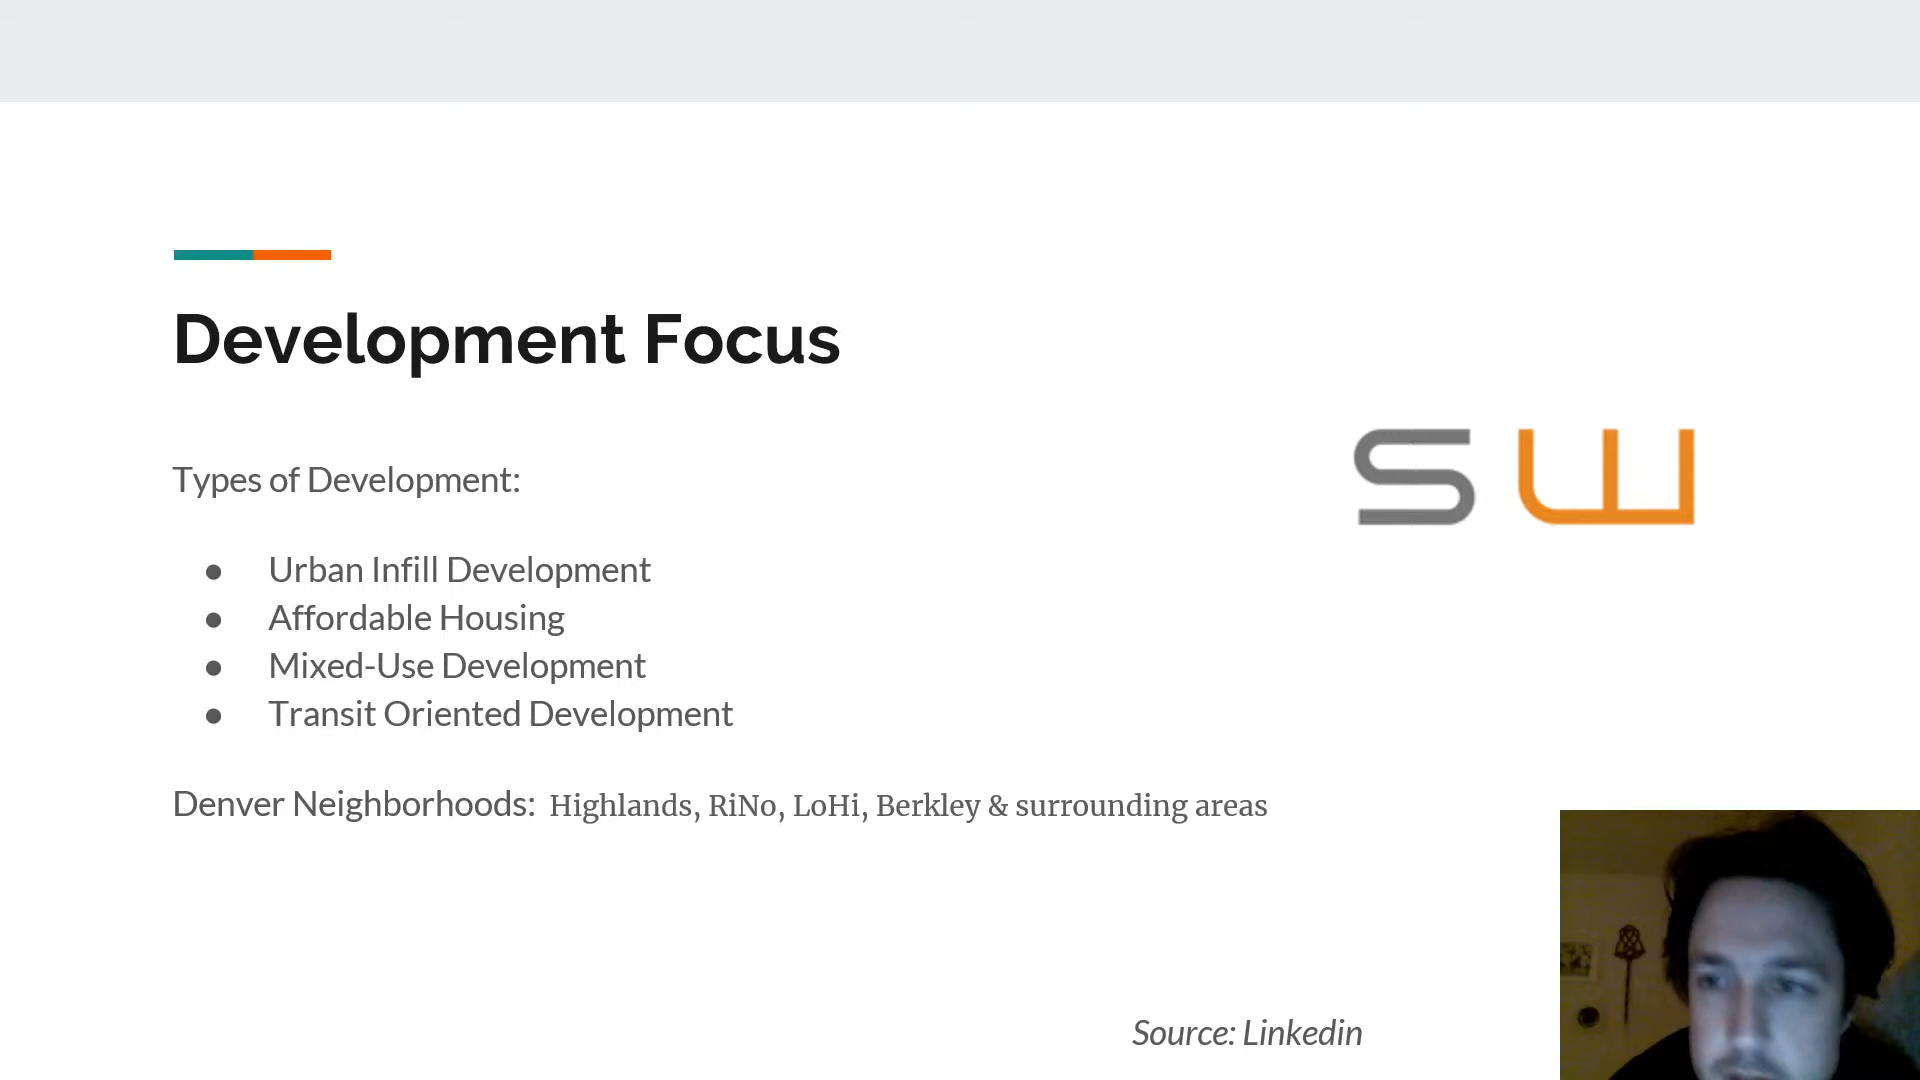 Development Focus
Types of Development:
● Urban Infill Development
● Affordable Housing
● Mixed-Use Development
● Transit Oriented Development
Denver Neighborhoods: Highlands, RiNo, LoHi, Berkley & surrounding areas
SW
Source: Linkedin